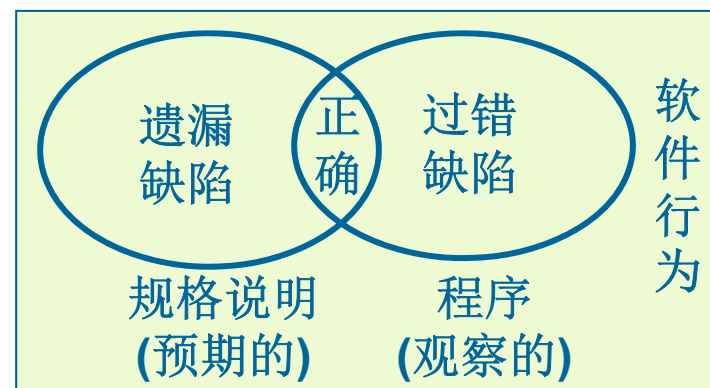 遗漏
缺陷
正
确
过错
缺陷
软
件
行
为
规格说明
(预期的)
程序
(观察的)